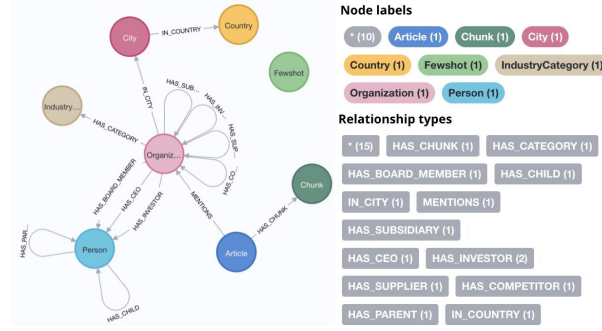 Country
City
IN_COUNTRY
Fewshot
Industry...
IN_CITY
HAS_SUB...
HAS_INV...
HAS_SUP...
HAS_CO...
HAS_CATEGORY
Organiz...
HAS_BOARD_MEMBER
HAS_CEO
HAS_INVESTOR
MENTIONS
HAS_CHUNK
Chunk
HAS_PAR...
Person
Article
HAS_CHILD
Node labels
* (10) Article (1) Chunk (1) City (1)
Country (1) Fewshot (1) IndustryCategory (1)
Organization (1) Person (1)
Relationship types
* (15) HAS_CHUNK (1) HAS_CATEGORY (1)
HAS_BOARD_MEMBER (1) HAS_CHILD (1)
IN_CITY (1) MENTIONS (1)
HAS_SUBSIDIARY (1)
HAS_CEO (1) HAS_INVESTOR (2)
HAS_SUPPLIER (1) HAS_COMPETITOR (1)
HAS_PARENT (1) IN_COUNTRY (1)